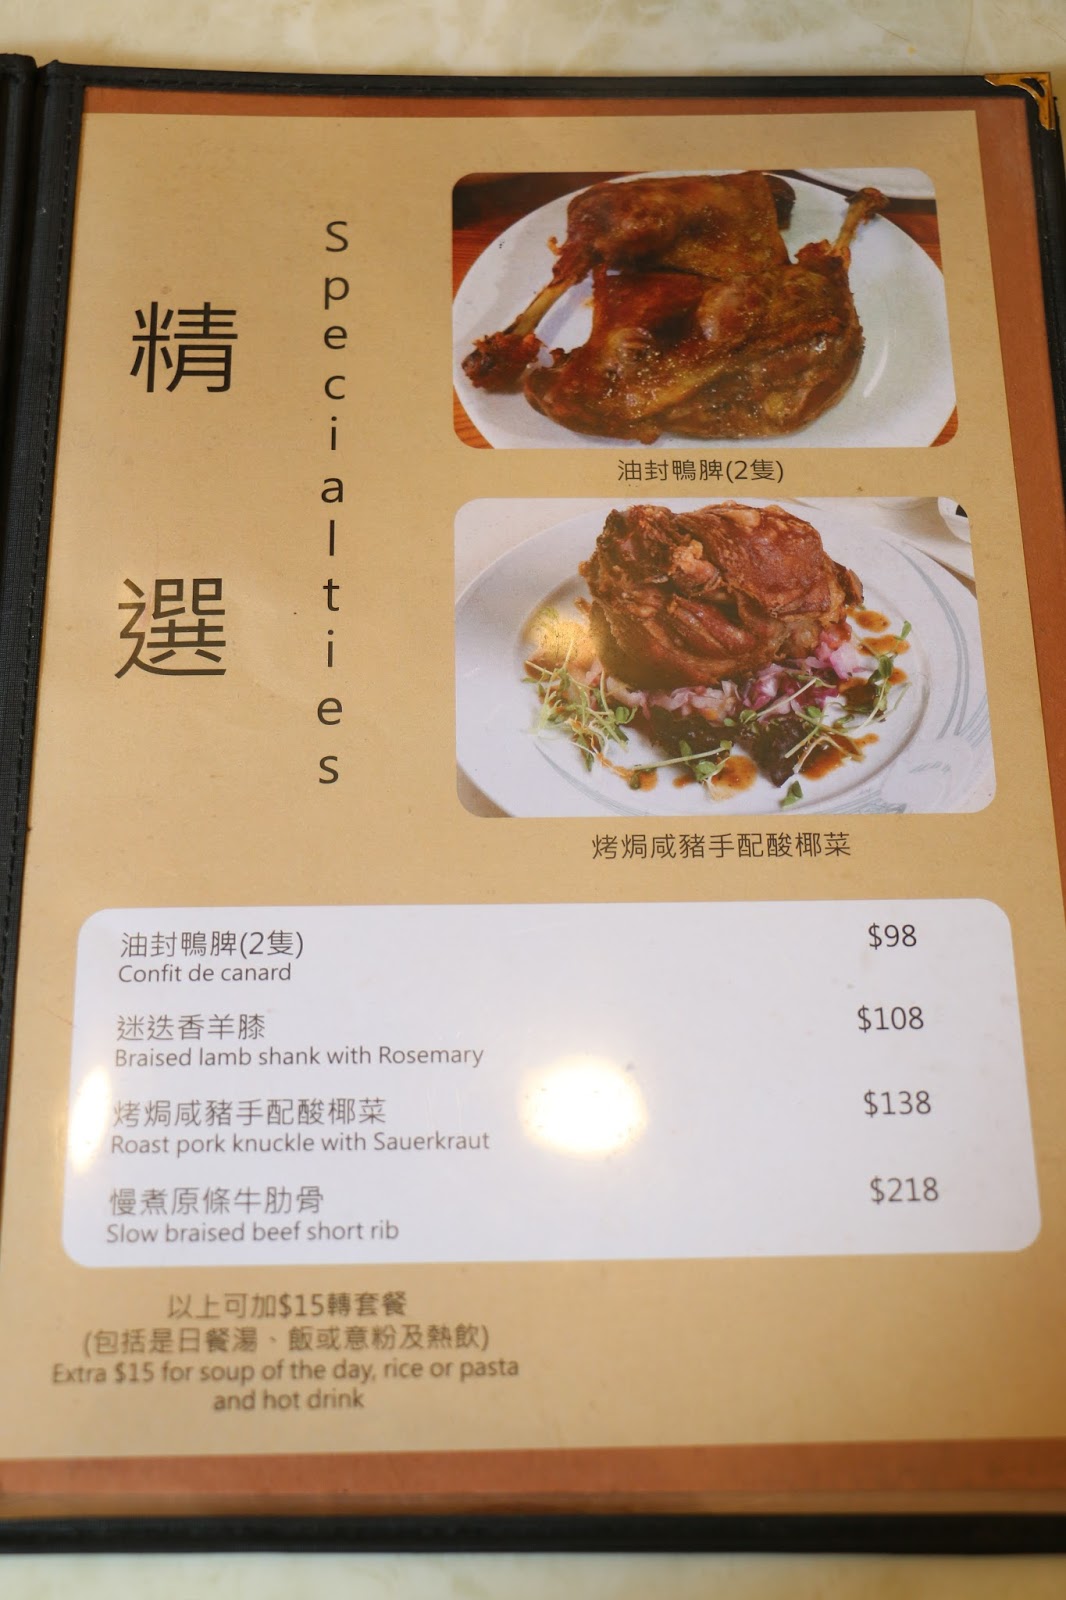 精選
Specialties
油封鴨脾(2隻)
烤焗咸豬手配酸椰菜
油封鴨脾(2隻) $98
Confit de canard
迷迭香羊膝 $108
Braised lamb shank with Rosemary
烤焗咸豬手配酸椰菜 $138
Roast pork knuckle with Sauerkraut
慢煮原條牛肋骨 $218
Slow braised beef short rib
以上可加$15轉套餐
(包括是日餐湯、飯或意粉及熱飲)
Extra $15 for soup of the day, rice or pasta
and hot drink